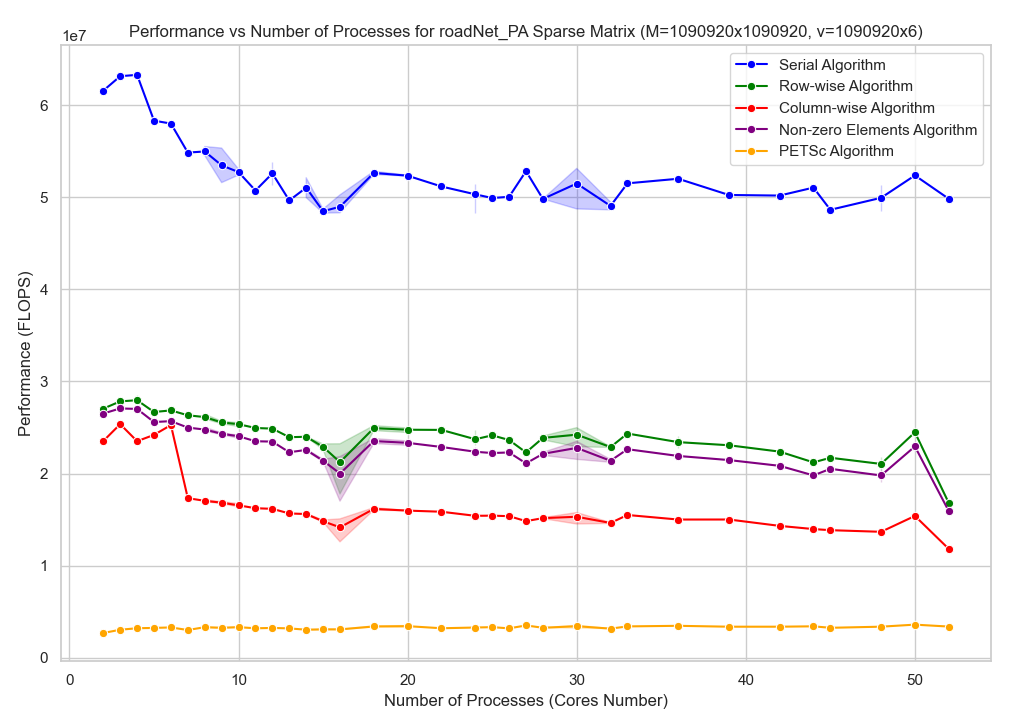 Performance vs Number of Processes for roadNet_PA Sparse Matrix (M=1090920x1090920, v=1090920x6)
1e7
Serial Algorithm
Row-wise Algorithm
Column-wise Algorithm
Non-zero Elements Algorithm
PETSc Algorithm
Performance (FLOPS)
6
5
4
3
2
1
0
0 10 20 30 40 50
Number of Processes (Cores Number)